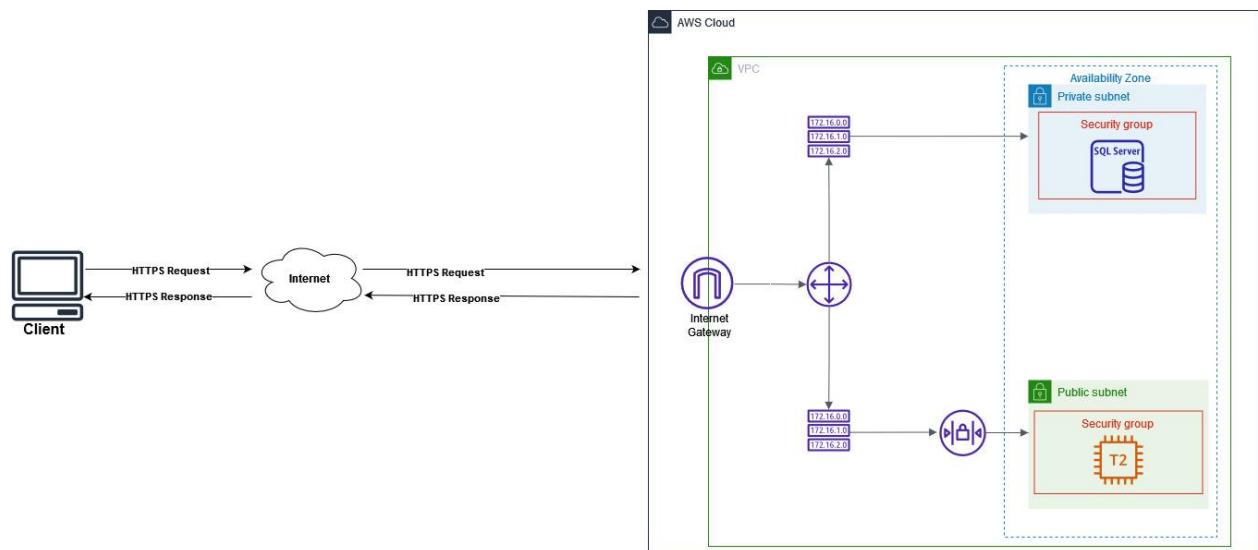 AWS Cloud
VPC
Availability Zone
Private subnet
Security group
SQL Server
172.16.0.0
172.16.1.0
172.16.2.0
HTTPS Request
HTTPS Response
Client
Internet
HTTPS Request
HTTPS Response
Internet
Gateway
Public subnet
Security group
T2
172.16.0.0
172.16.1.0
172.16.2.0